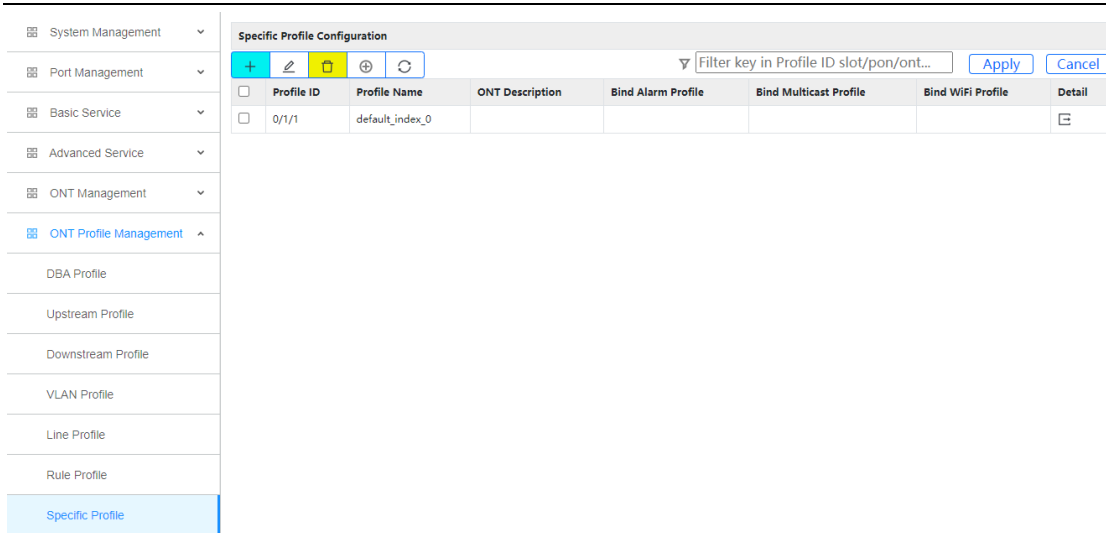 System Management
Port Management
Basic Service
Advanced Service
ONT Management
ONT Profile Management
DBA Profile
Upstream Profile
Downstream Profile
VLAN Profile
Line Profile
Rule Profile
Specific Profile
Specific Profile Configuration
Filter key in Profile ID slot/pon/ont... Apply Cancel
Profile ID Profile Name ONT Description Bind Alarm Profile Bind Multicast Profile Bind WiFi Profile Detail
0/1/1 default_index_0